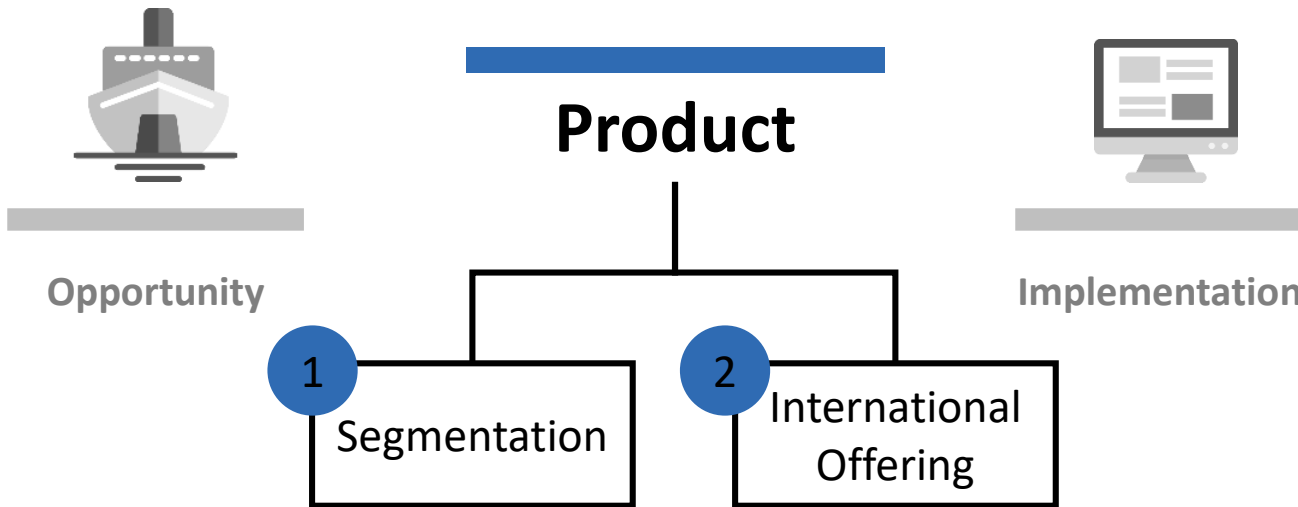 Product
Opportunity
Implementation
1
Segmentation
2
International
Offering